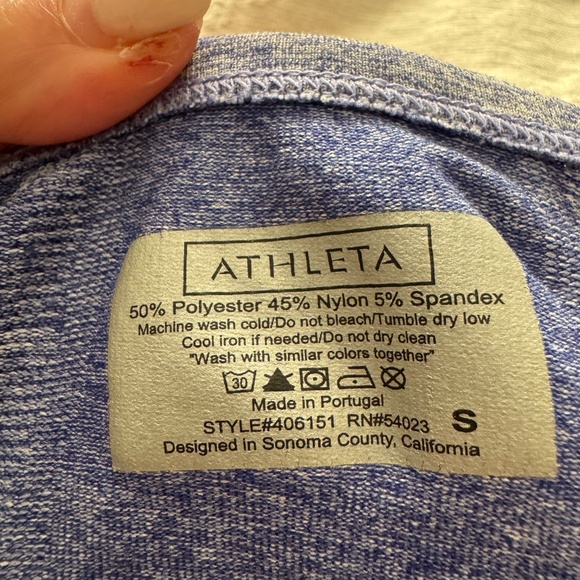 ATHLETA
50% Polyester 45% Nylon 5% Spandex
Machine wash cold/Do not bleach/Tumble dry low
Cool iron if needed/Do not dry clean
"Wash with similar colors together"
30
Made in Portugal
STYLE#406151 RN#54023 S
Designed in Sonoma County, California